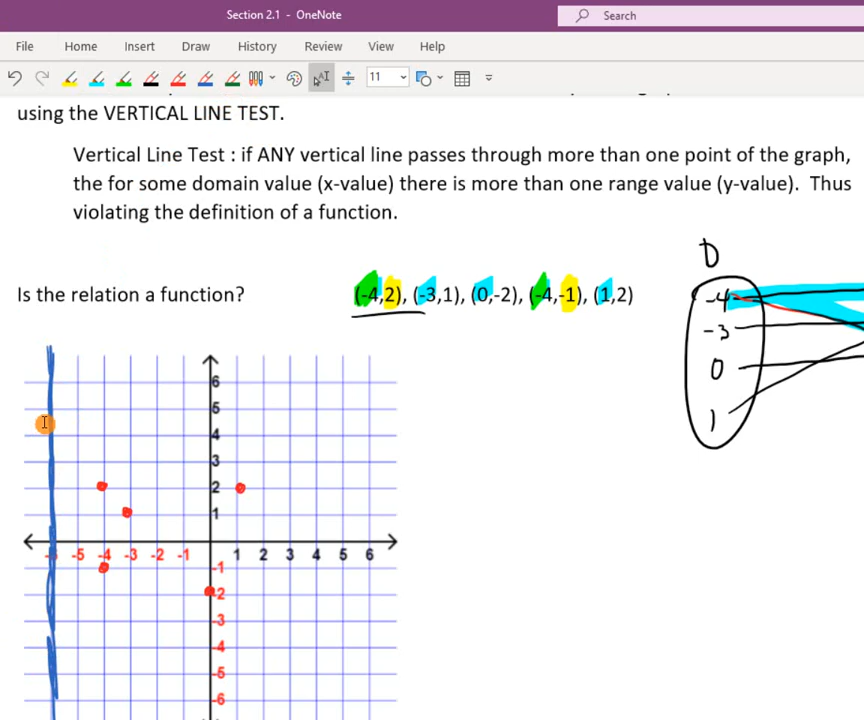 Section 2.1 - OneNote
Search
File Home Insert Draw History Review View Help
11
using the VERTICAL LINE TEST.
Vertical Line Test : if ANY vertical line passes through more than one point of the graph,
the for some domain value (x-value) there is more than one range value (y-value). Thus
violating the definition of a function.
D
Is the relation a function? (-4,2), (-3,1), (0,-2), (-4,-1), (1,2)
-4
-3
0
1
6
5
4
3
2
1
-5 -4 -3 -2 -1 1 2 3 4 5 6
-1
-2
-3
-4
-5
-6